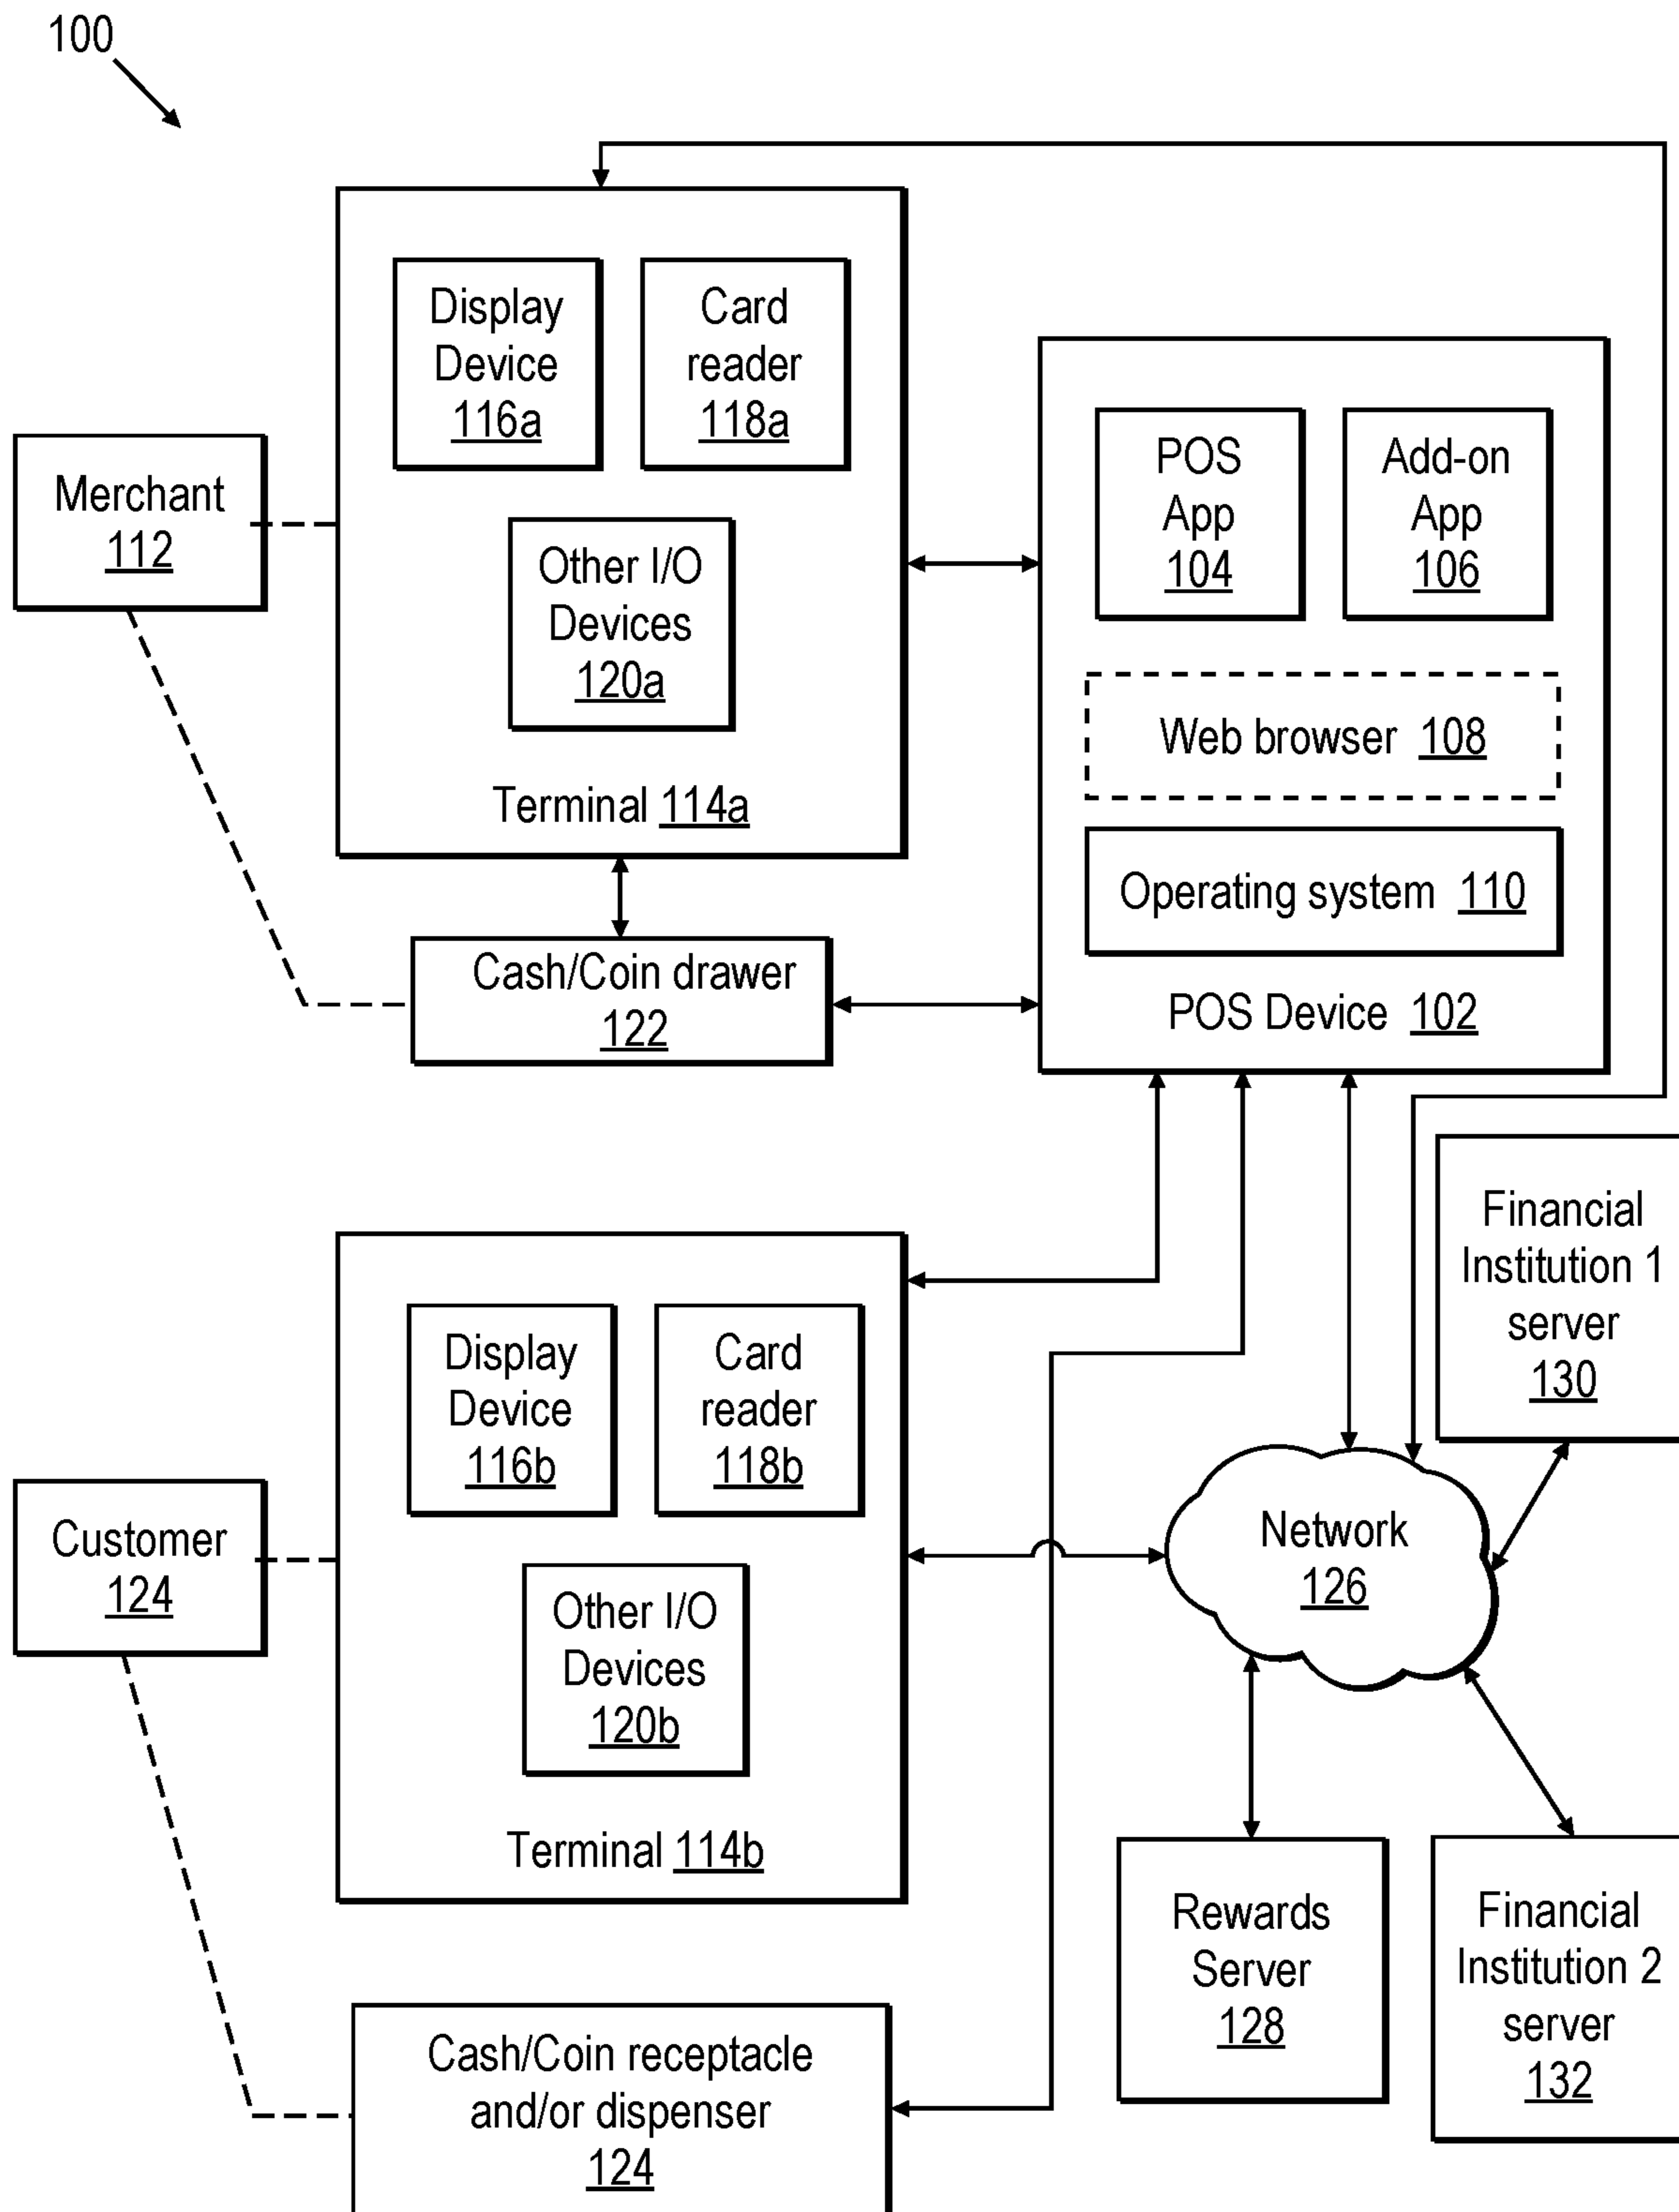 100
Display
Device
116a
Card
reader
118a
Other I/O
Devices
120a
Terminal 114a
Merchant
112
POS
App
104
Add-on
App
106
Web browser 108
Operating system 110
POS Device 102
Cash/Coin drawer
122
Financial
Institution 1
server
130
Display
Device
116b
Card
reader
118b
Other I/O
Devices
120b
Terminal 114b
Customer
124
Network
126
Rewards
Server
128
Financial
Institution 2
server
132
Cash/Coin receptacle
and/or dispenser
124